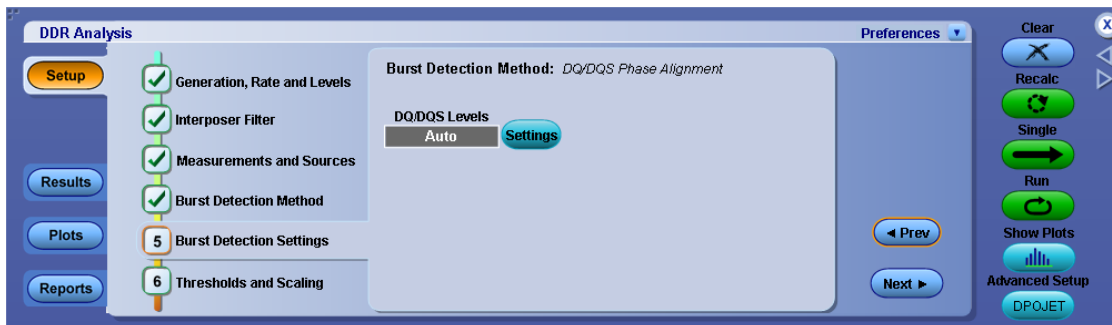 DDR Analysis
Preferences
Clear
X
Setup
Generation, Rate and Levels
Burst Detection Method: DQ/DQS Phase Alignment
Recalc
Interposer Filter
DQ/DQS Levels
Auto
Settings
Single
Measurements and Sources
Results
Burst Detection Method
Run
Plots
5 Burst Detection Settings
◄ Prev
Show Plots
Reports
6 Thresholds and Scaling
Next ►
Advanced Setup
DPOJET